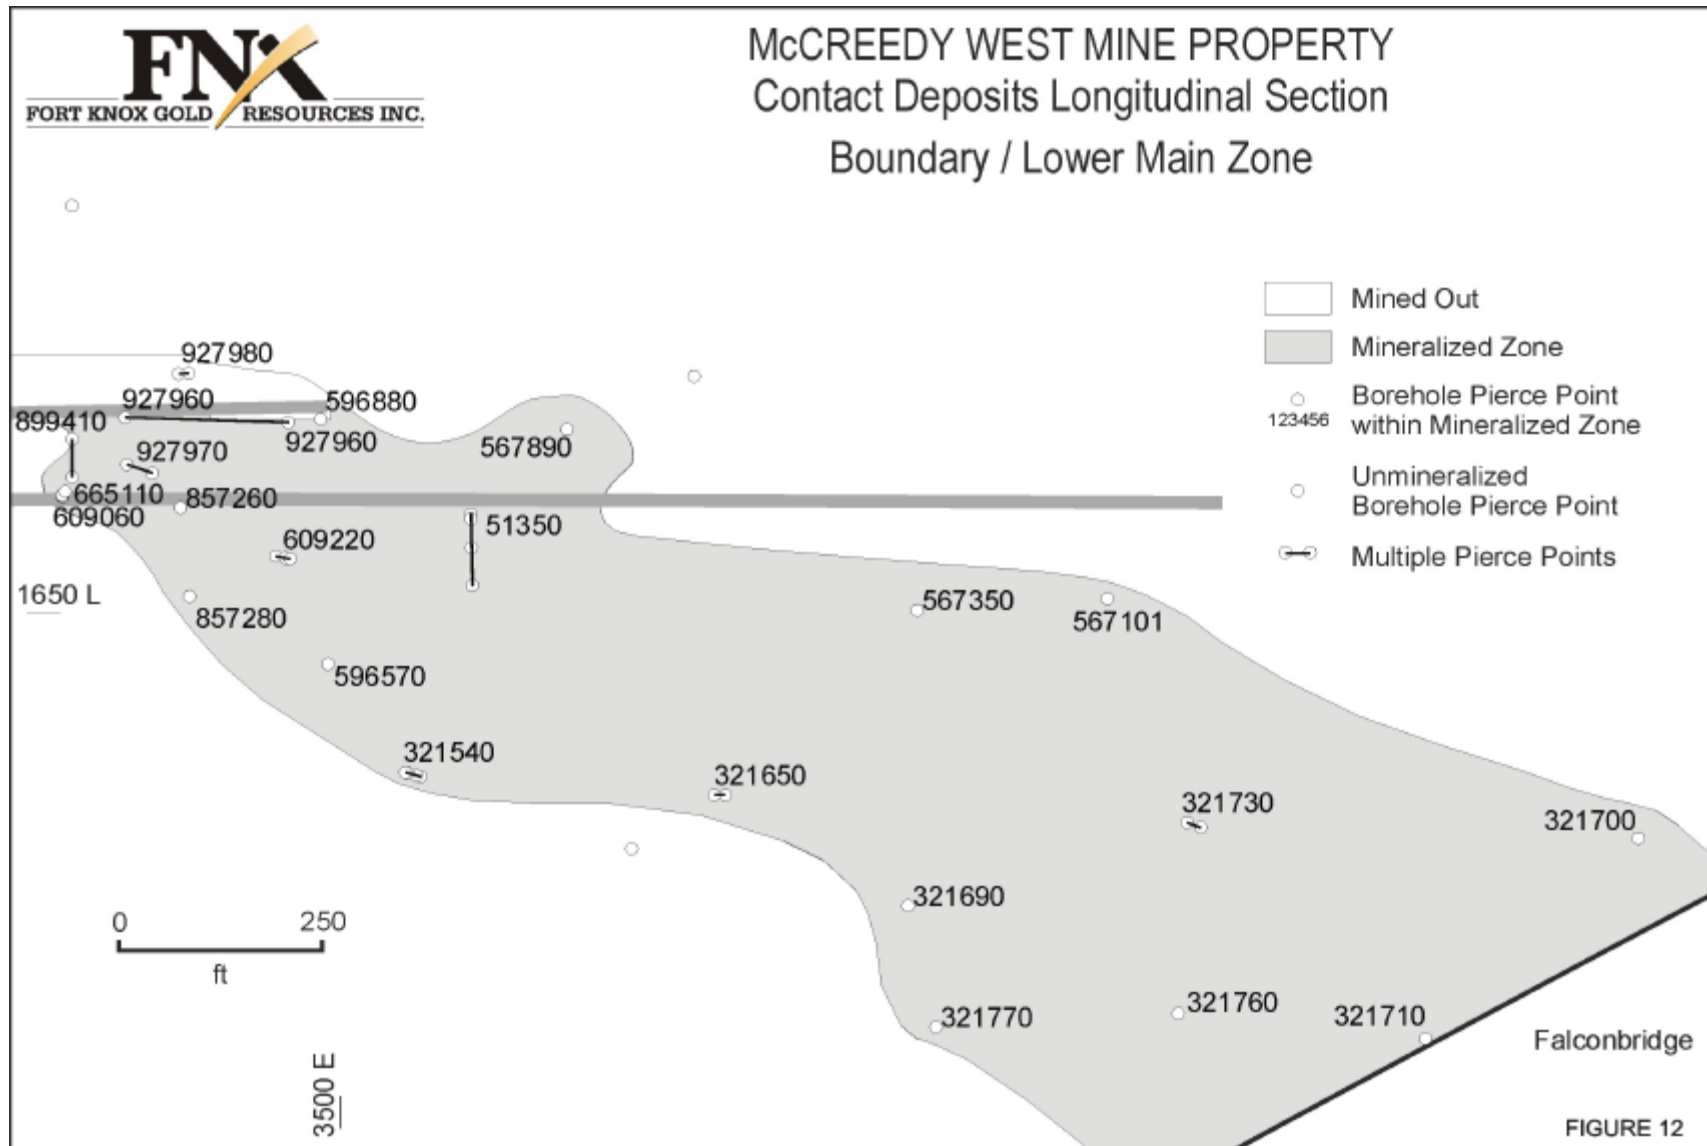 FNX
FORT KNOX GOLD RESOURCES INC.
McCREEDY WEST MINE PROPERTY
Contact Deposits Longitudinal Section
Boundary / Lower Main Zone
Mined Out
Mineralized Zone
Borehole Pierce Point
within Mineralized Zone
123456
Unmineralized
Borehole Pierce Point
Multiple Pierce Points
927980
927960
596880
899410
927960
567890
927970
665110
857260
609060
51350
609220
1650 L
567350
857280
567101
596570
321540
321650
321730
321700
321690
0 250
ft
321770
321760
321710
Falconbridge
3500 E
FIGURE 12